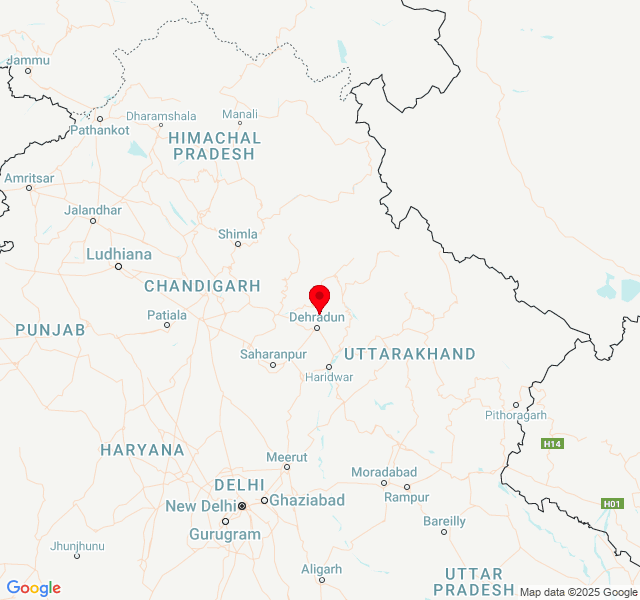 Jammu
Pathankot
Dharamshala
Manali
HIMACHAL
PRADESH
Amritsar
Jalandhar
Shimla
Ludhiana
CHANDIGARH
Patiala
PUNJAB
Dehradun
Saharanpur
UTTARAKHAND
Haridwar
Pithoragarh
H14
HARYANA
Meerut
Moradabad
DELHI
Rampur
Ghaziabad
New Delhi
H01
Gurugram
Bareilly
Jhunjhunu
Aligarh
UTTAR
PRADESH
Google
Map data ©2025 Google